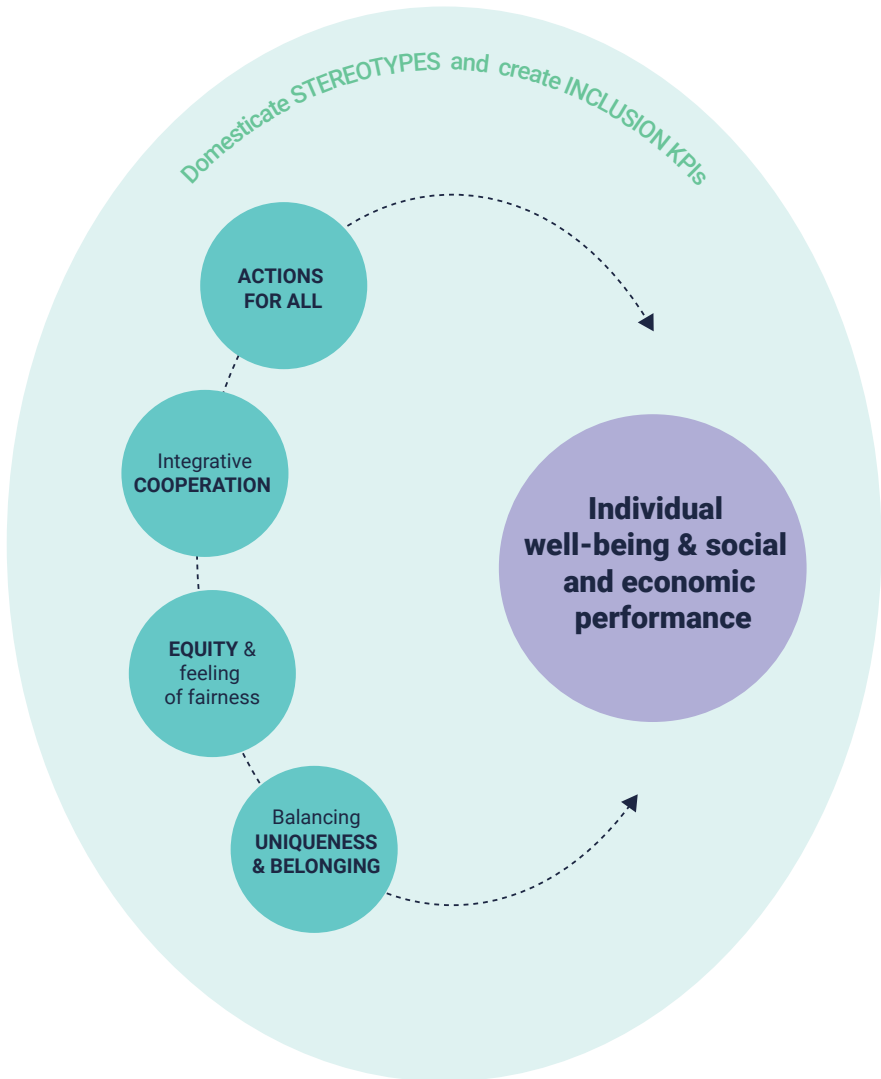 Domesticate STEREOTYPES and create INCLUSION KPIs
ACTIONS
FOR ALL
Integrative
COOPERATION
EQUITY &
feeling
of fairness
Balancing
UNIQUENESS
& BELONGING
Individual
well-being & social
and economic
performance